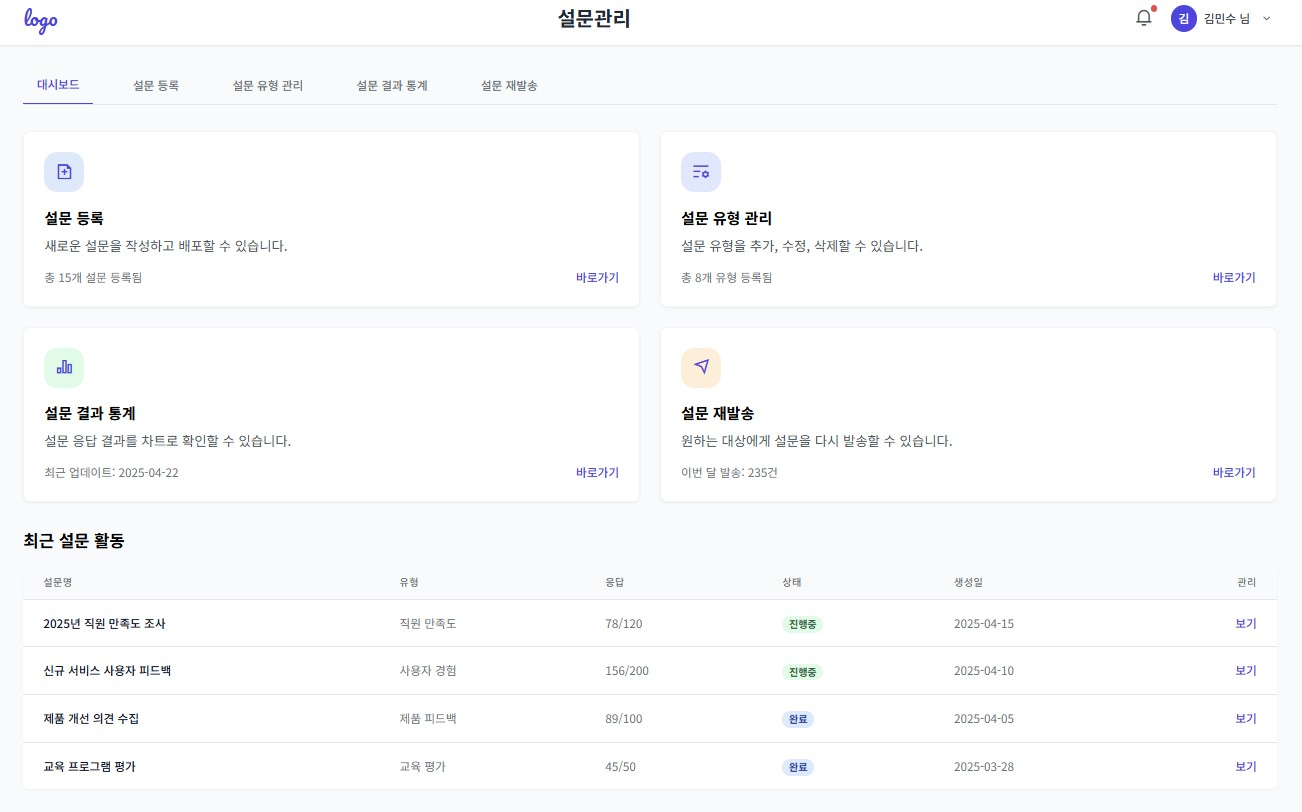 logo
설문관리
김 김민수 님
대시보드 설문 등록 설문 유형 관리 설문 결과 통계 설문 재발송
설문 등록
새로운 설문을 작성하고 배포할 수 있습니다.
총 15개 설문 등록됨 바로가기
설문 유형 관리
설문 유형을 추가, 수정, 삭제할 수 있습니다.
총 8개 유형 등록됨 바로가기
설문 결과 통계
설문 응답 결과를 차트로 확인할 수 있습니다.
최근 업데이트: 2025-04-22 바로가기
설문 재발송
원하는 대상에게 설문을 다시 발송할 수 있습니다.
이번 달 발송: 235건 바로가기
최근 설문 활동
설문명 유형 응답 상태 생성일 관리
2025년 직원 만족도 조사 직원 만족도 78/120 진행중 2025-04-15 보기
신규 서비스 사용자 피드백 사용자 경험 156/200 진행중 2025-04-10 보기
제품 개선 의견 수집 제품 피드백 89/100 완료 2025-04-05 보기
교육 프로그램 평가 교육 평가 45/50 완료 2025-03-28 보기